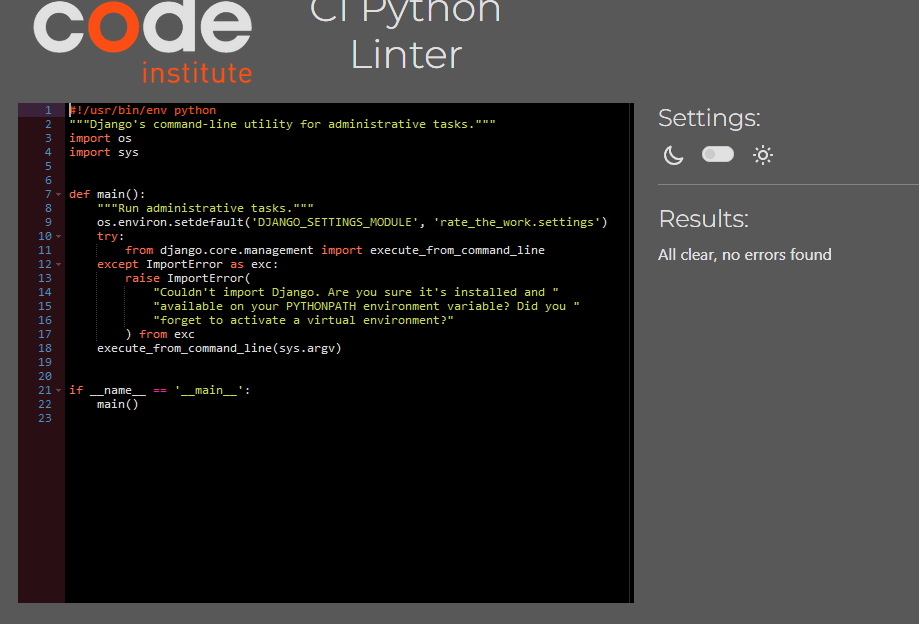 code
institute
CI Python
Linter
1 #!/usr/bin/env python
2 """Django's command-line utility for administrative tasks."""
3 import os
4 import sys
5
6
7 def main():
8     """Run administrative tasks."""
9     os.environ.setdefault('DJANGO_SETTINGS_MODULE', 'rate_the_work.settings')
10     try:
11         from django.core.management import execute_from_command_line
12     except ImportError as exc:
13         raise ImportError(
14             "Couldn't import Django. Are you sure it's installed and "
15             "available on your PYTHONPATH environment variable? Did you "
16             "forget to activate a virtual environment?"
17         ) from exc
18     execute_from_command_line(sys.argv)
19
20
21 if __name__ == '__main__':
22     main()
23
Settings:
Results:
All clear, no errors found